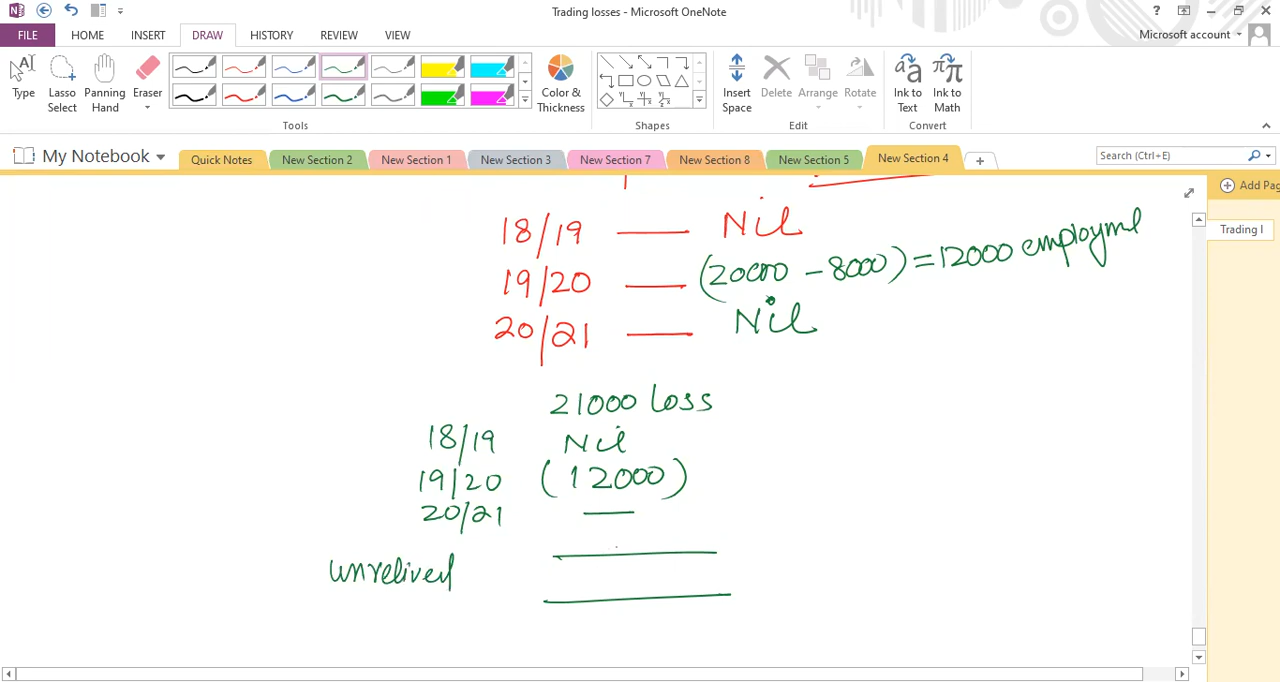 Trading losses - Microsoft OneNote
?
FILE HOME INSERT DRAW HISTORY REVIEW VIEW
Microsoft account
Type
Lasso Select
Panning Hand
Eraser
Color & Thickness
Insert Space
Delete
Arrange
Rotate
Ink to Text
Ink to Math
Tools Shapes Edit Convert
My Notebook Quick Notes New Section 2 New Section 1 New Section 3 New Section 7 New Section 8 New Section 5 New Section 4
Search (Ctrl+E)
Add Pag
Trading l
18/19 — Nil
19/20 — (20000 - 8000) = 12000 employmt
20/21 — Nil
21000 loss
18/19 Nil
19/20 (12000)
20/21 —
unrelived